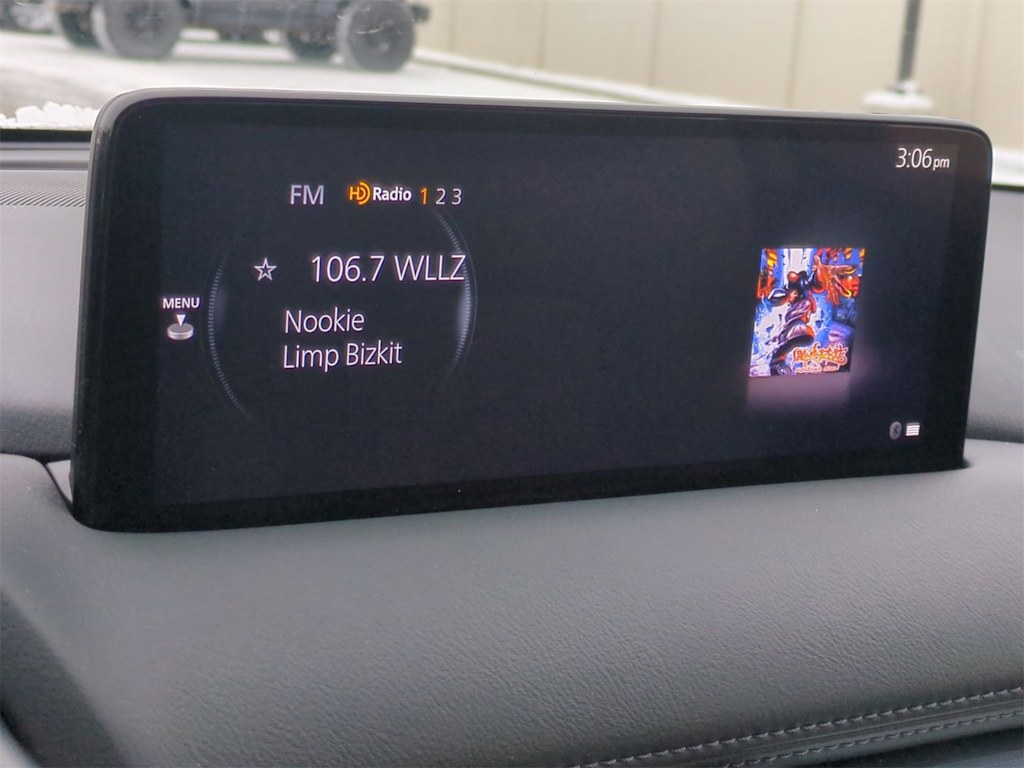 3:06pm
FM HD Radio 1 2 3
106.7 WLLZ
MENU
Nookie
Limp Bizkit